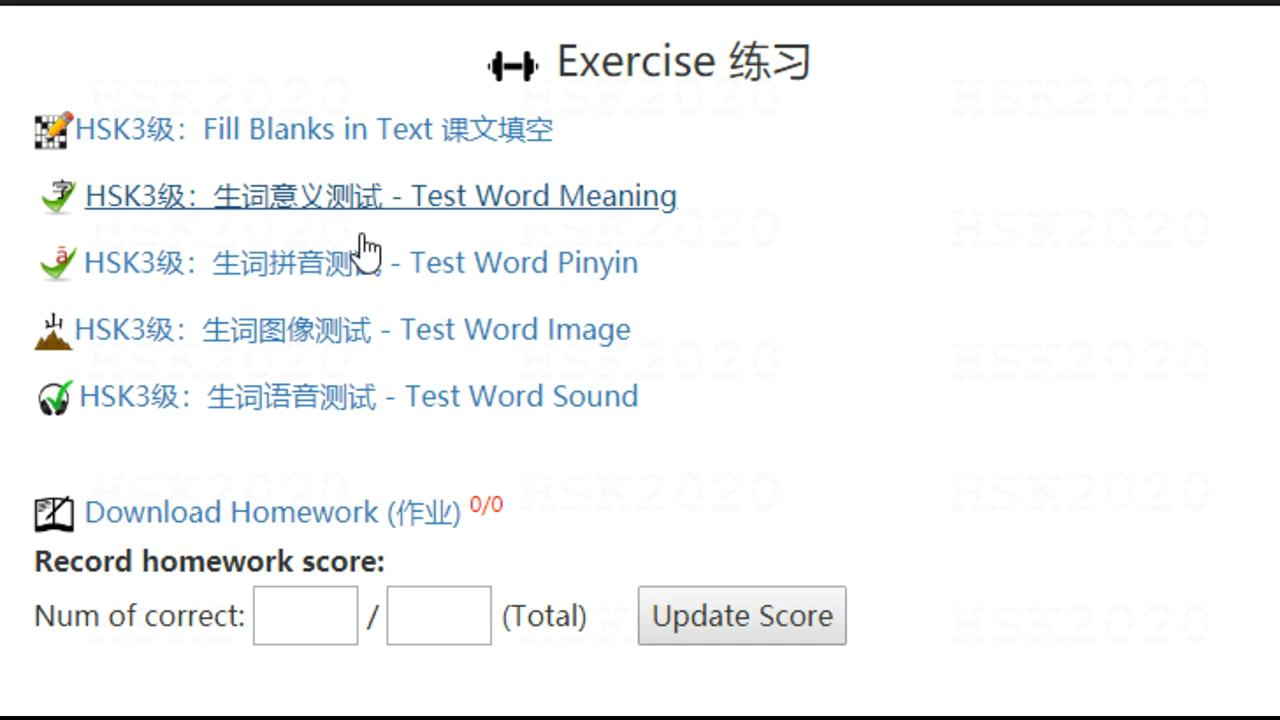 Exercise 练习
HSK3级：Fill Blanks in Text 课文填空
HSK3级：生词意义测试 - Test Word Meaning
HSK3级：生词拼音测试 - Test Word Pinyin
HSK3级：生词图像测试 - Test Word Image
HSK3级：生词语音测试 - Test Word Sound
Download Homework (作业) 0/0
Record homework score:
Num of correct: / (Total) Update Score
HSK2020